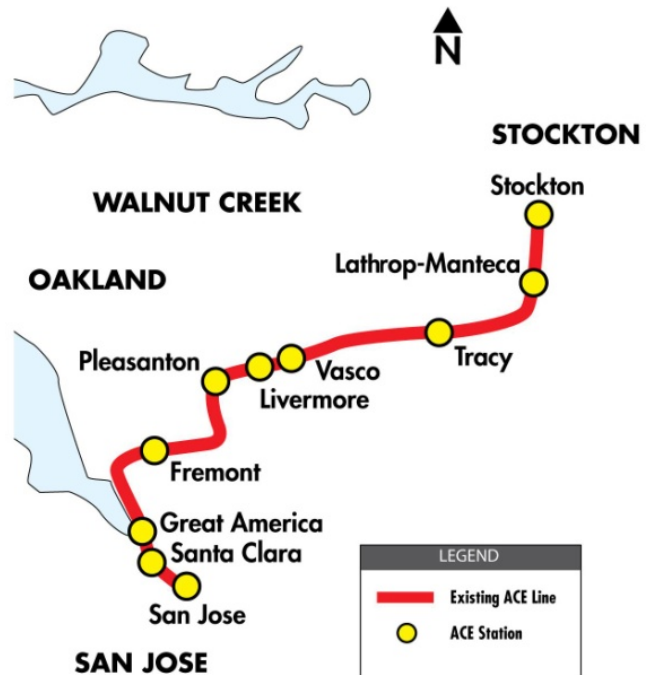 N
STOCKTON
Stockton
WALNUT CREEK
Lathrop-Manteca
OAKLAND
Pleasanton
Vasco
Tracy
Livermore
Fremont
Great America
Santa Clara
San Jose
SAN JOSE
LEGEND
Existing ACE Line
ACE Station